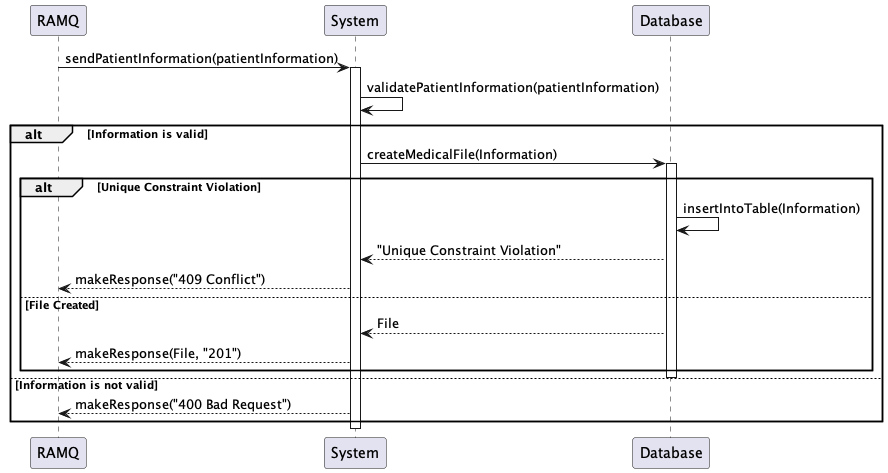 RAMQ System Database
sendPatientInformation(patientInformation)
validatePatientInformation(patientInformation)
alt [Information is valid]
createMedicalFile(Information)
alt [Unique Constraint Violation]
insertIntoTable(Information)
"Unique Constraint Violation"
makeResponse("409 Conflict")
[File Created]
File
makeResponse(File, "201")
[Information is not valid]
makeResponse("400 Bad Request")
RAMQ System Database